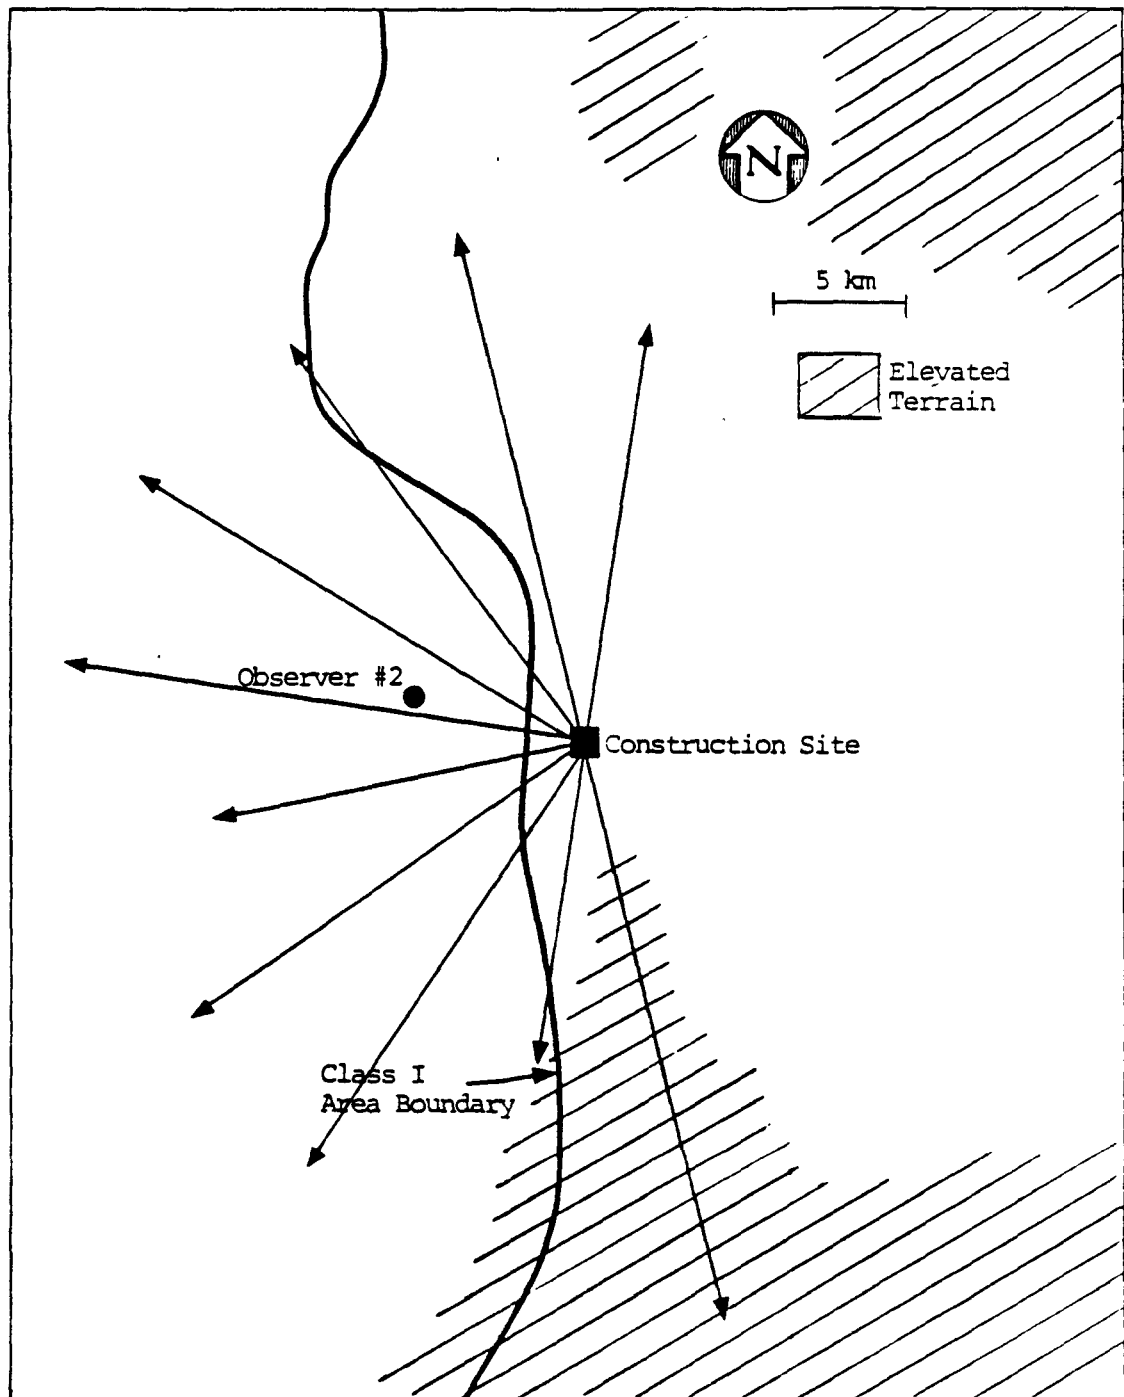 N
5 km
Elevated
Terrain
Observer #2
Construction Site
Class I
Area Boundary